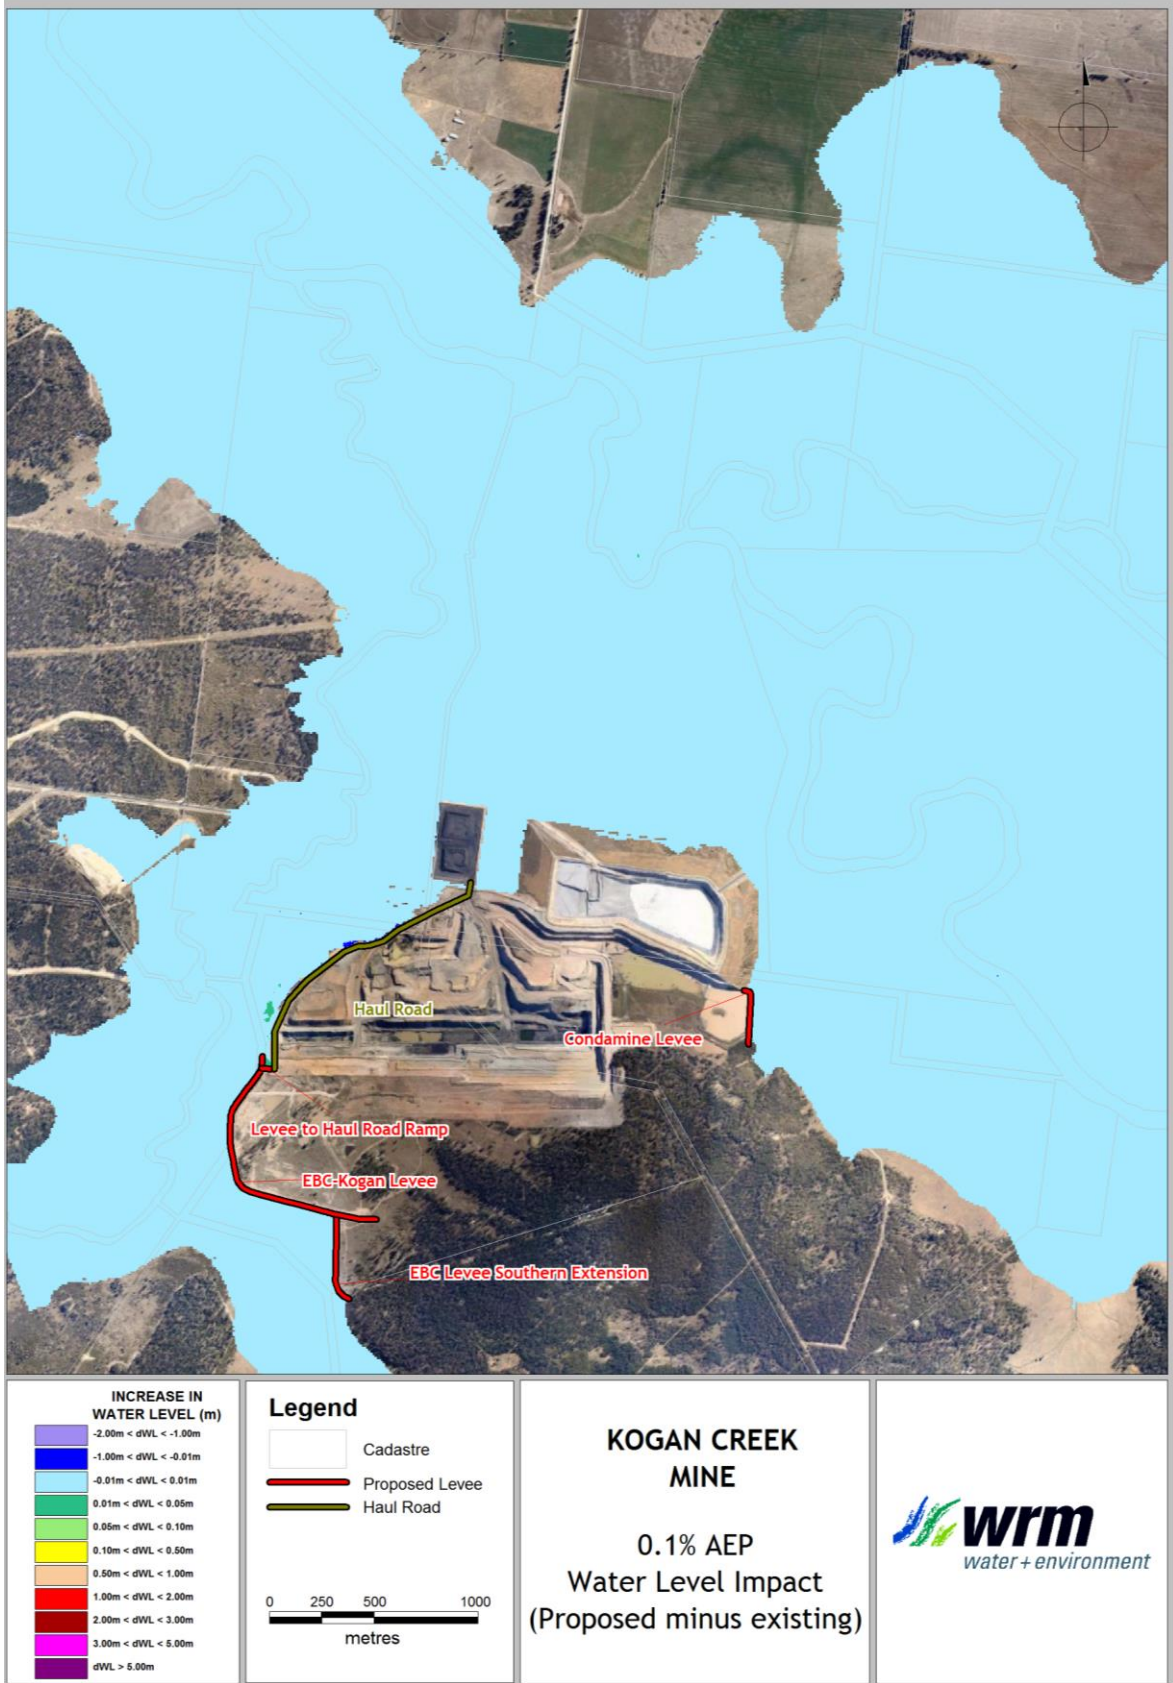 Haul Road
Condamine Levee
Levee to Haul Road Ramp
EBC-Kogan Levee
EBC Levee Southern Extension
INCREASE IN
WATER LEVEL (m)
-2.00m < dWL < -1.00m
-1.00m < dWL < -0.01m
-0.01m < dWL < 0.01m
0.01m < dWL < 0.05m
0.05m < dWL < 0.10m
0.10m < dWL < 0.50m
0.50m < dWL < 1.00m
1.00m < dWL < 2.00m
2.00m < dWL < 3.00m
3.00m < dWL < 5.00m
dWL > 5.00m
Legend
Cadastre
Proposed Levee
Haul Road
0 250 500 1000
metres
KOGAN CREEK
MINE
0.1% AEP
Water Level Impact
(Proposed minus existing)
wrm
water + environment